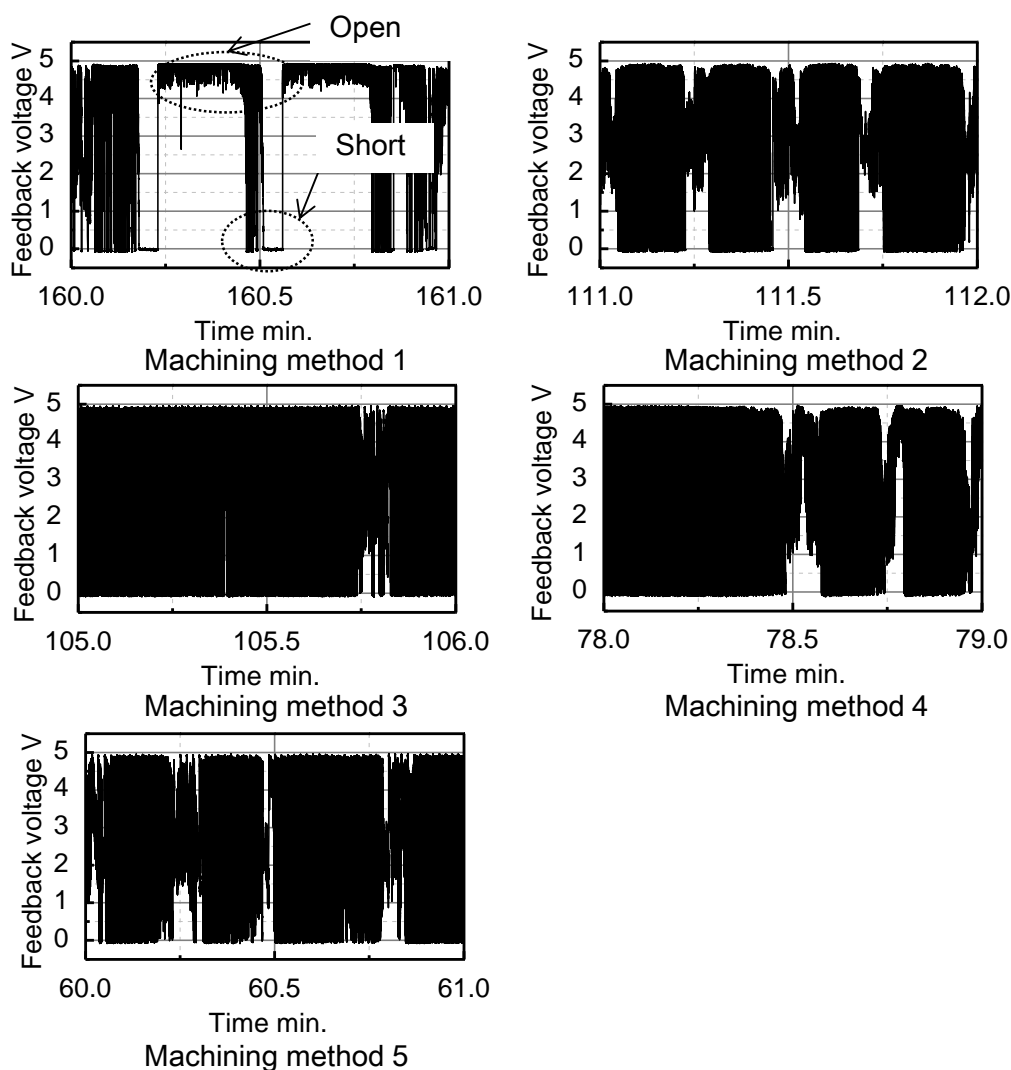 Open
Short
Feedback voltage V
5
4
3
2
1
0
160.0 160.5 161.0
Time min.
Machining method 1
Feedback voltage V
5
4
3
2
1
0
111.0 111.5 112.0
Time min.
Machining method 2
Feedback voltage V
5
4
3
2
1
0
105.0 105.5 106.0
Time min.
Machining method 3
Feedback voltage V
5
4
3
2
1
0
78.0 78.5 79.0
Time min.
Machining method 4
Feedback voltage V
5
4
3
2
1
0
60.0 60.5 61.0
Time min.
Machining method 5